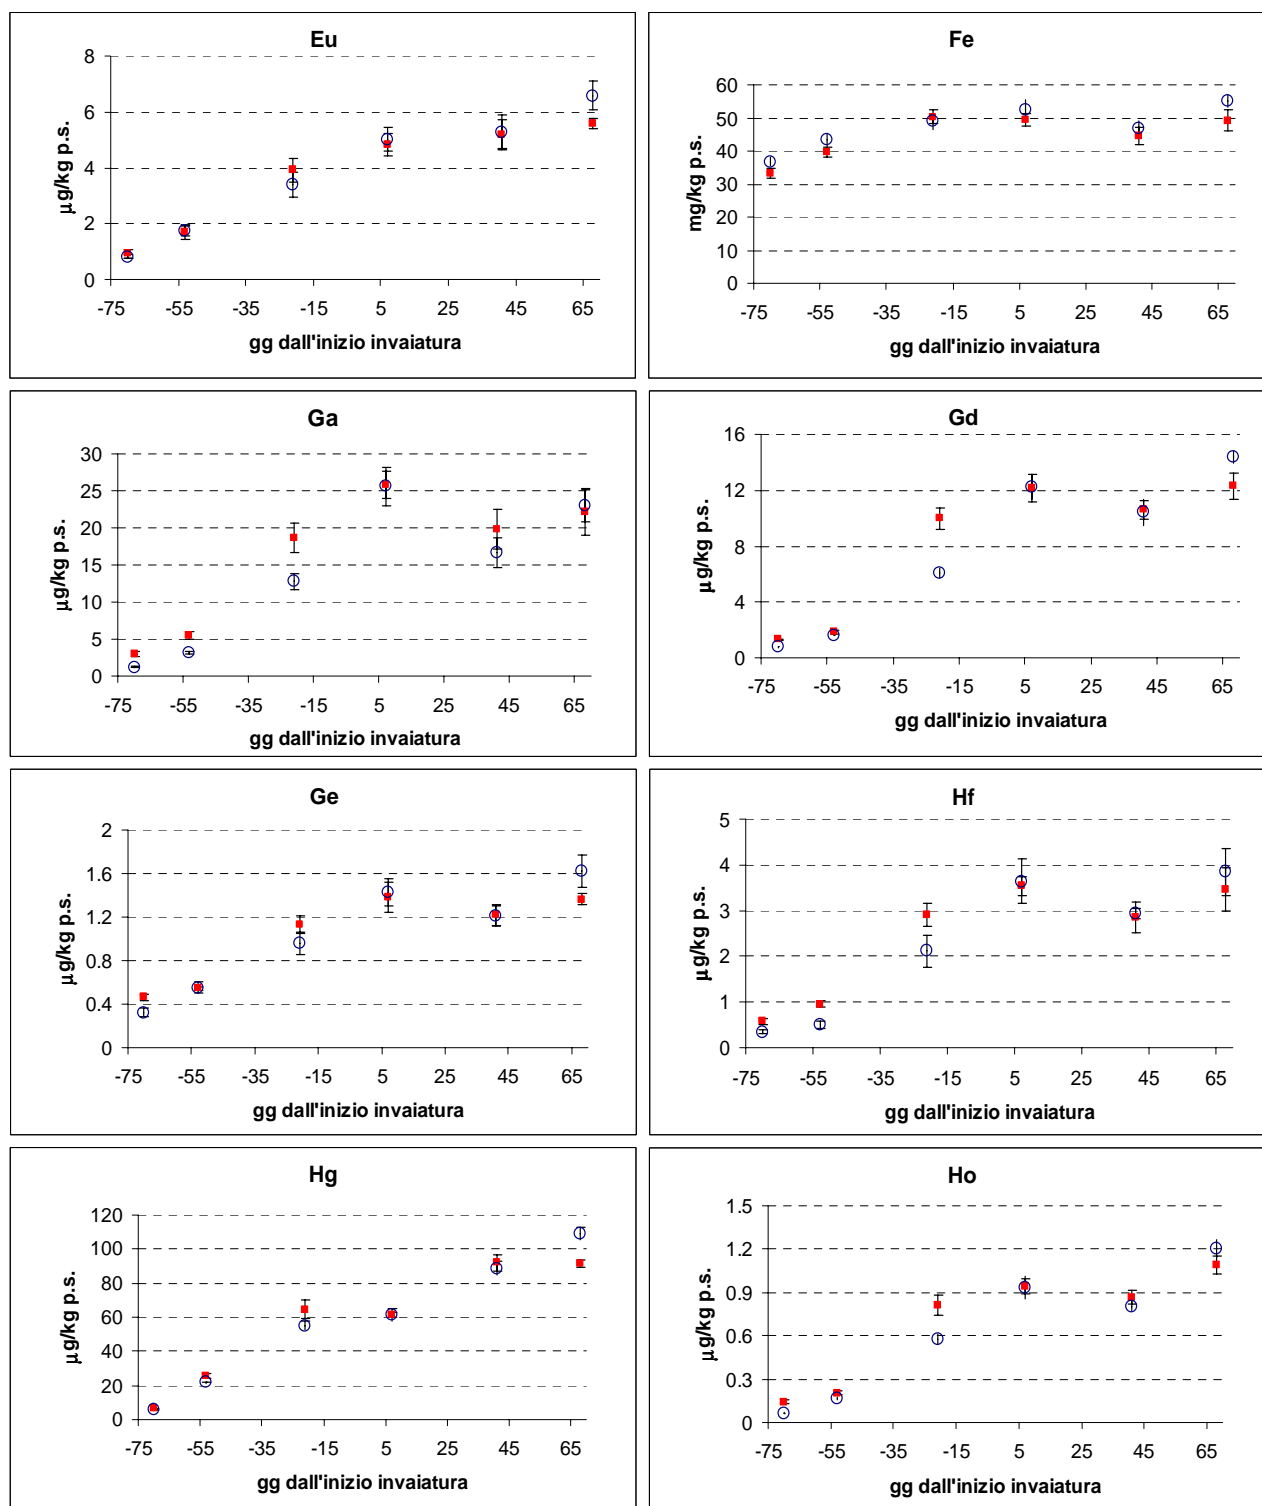 Eu
8
6
4
2
0
µg/kg p.s.
-75 -55 -35 -15 5 25 45 65
gg dall'inizio invaiatura
Fe
60
50
40
30
20
10
0
mg/kg p.s.
-75 -55 -35 -15 5 25 45 65
gg dall'inizio invaiatura
Ga
30
25
20
15
10
5
0
µg/kg p.s.
-75 -55 -35 -15 5 25 45 65
gg dall'inizio invaiatura
Gd
16
12
8
4
0
µg/kg p.s.
-75 -55 -35 -15 5 25 45 65
gg dall'inizio invaiatura
Ge
2
1.6
1.2
0.8
0.4
0
µg/kg p.s.
-75 -55 -35 -15 5 25 45 65
gg dall'inizio invaiatura
Hf
5
4
3
2
1
0
µg/kg p.s.
-75 -55 -35 -15 5 25 45 65
gg dall'inizio invaiatura
Hg
120
100
80
60
40
20
0
µg/kg p.s.
-75 -55 -35 -15 5 25 45 65
gg dall'inizio invaiatura
Ho
1.5
1.2
0.9
0.6
0.3
0
µg/kg p.s.
-75 -55 -35 -15 5 25 45 65
gg dall'inizio invaiatura